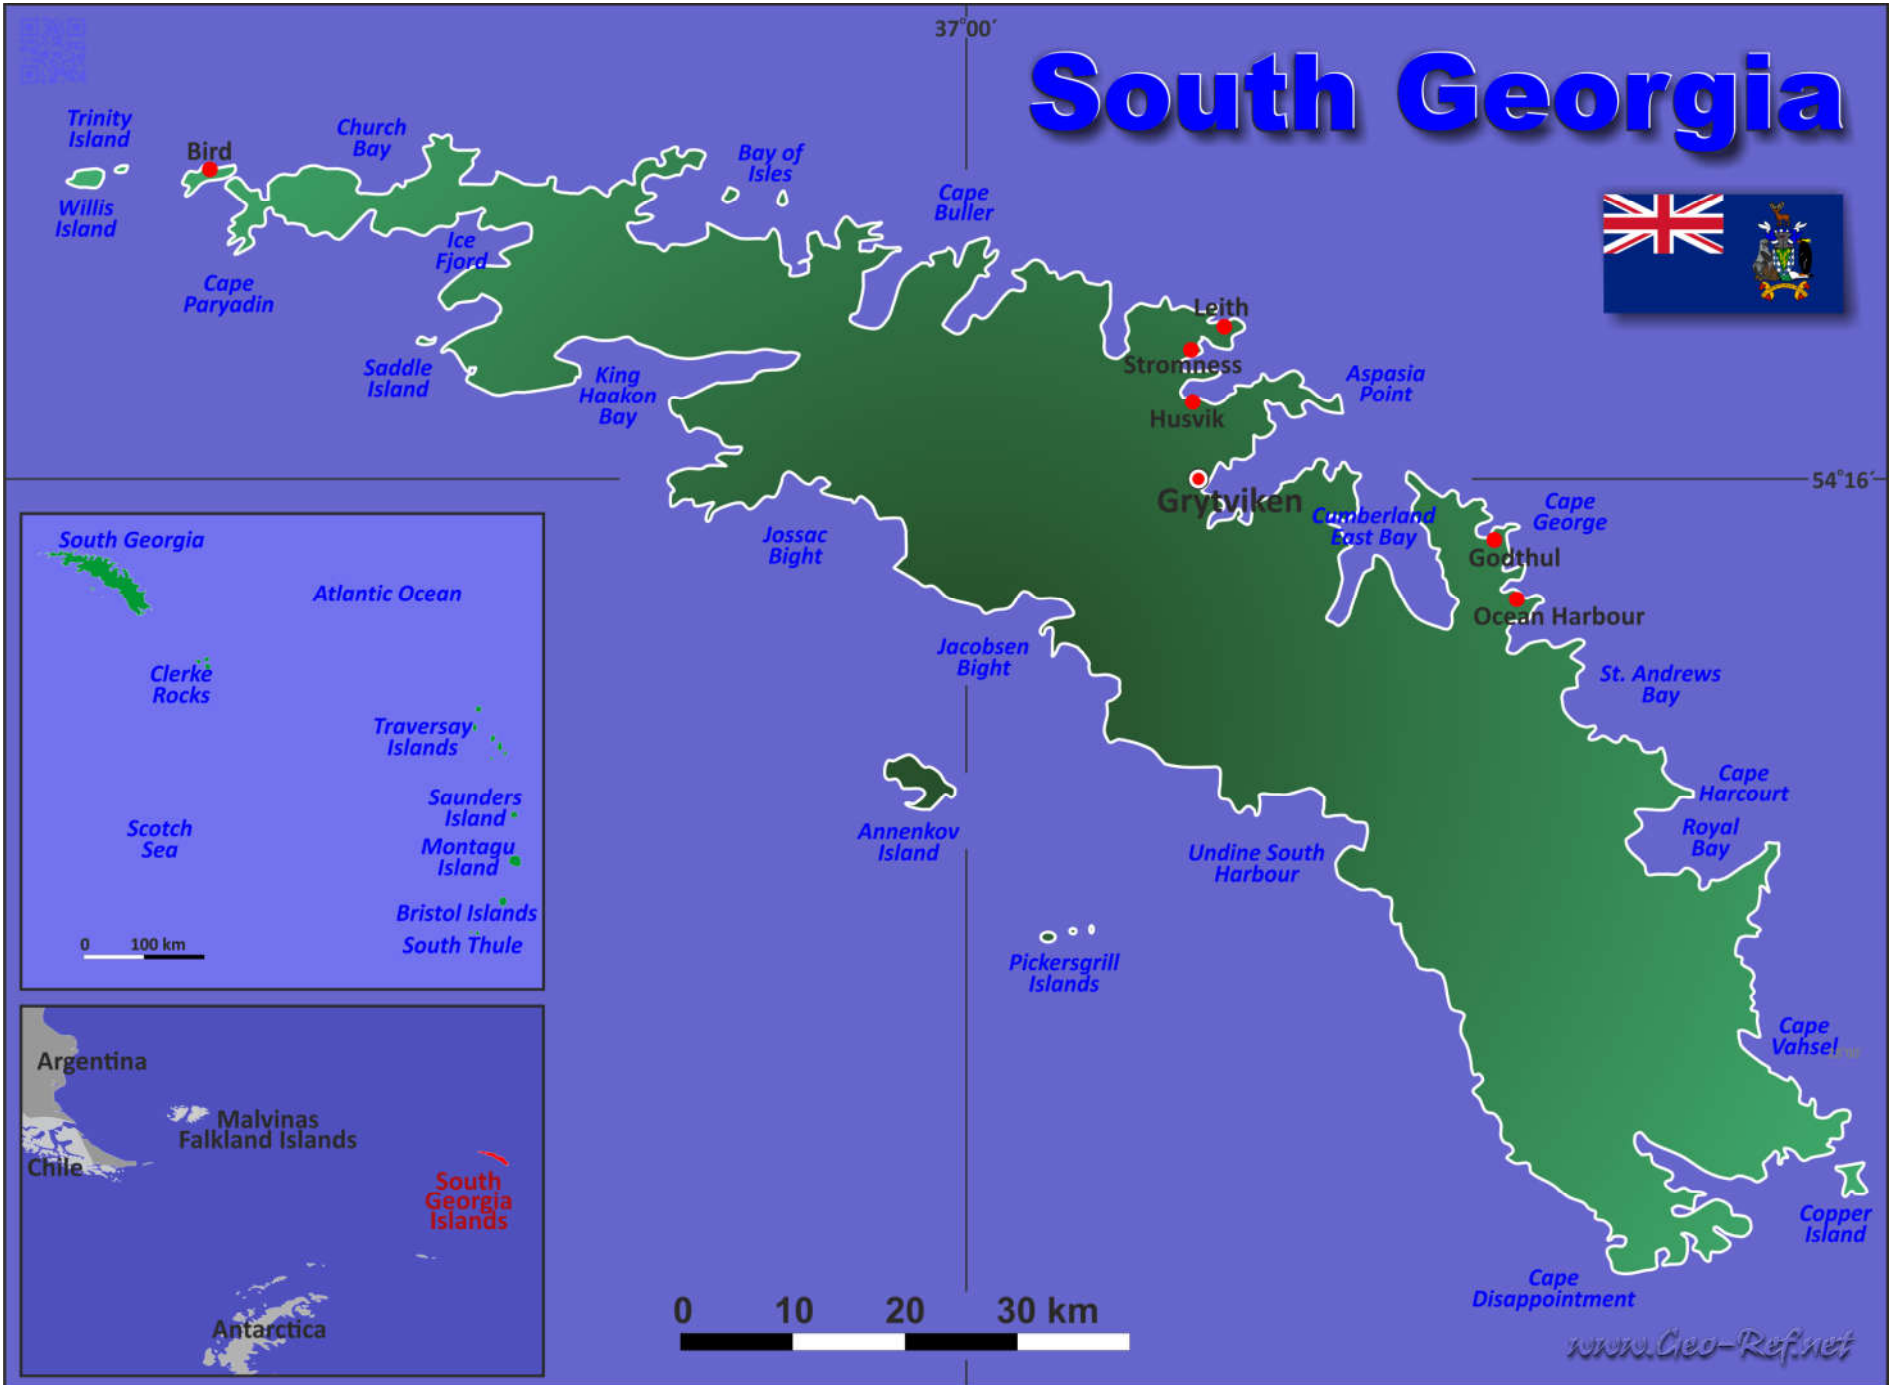 37°00´
South Georgia
Trinity
Island
Bird
Church
Bay
Bay of
Isles
Cape
Buller
Willis
Island
Ice
Fjord
Cape
Paryadin
Leith
Stromness
Saddle
Island
King
Haakon
Bay
Aspasia
Point
Husvik
54°16´
Grytviken
Cumberland
East Bay
Cape
George
Godthul
Jossac
Bight
Ocean Harbour
Jacobsen
Bight
St. Andrews
Bay
Cape
Harcourt
Royal
Bay
Annenkov
Island
Undine South
Harbour
Pickersgrill
Islands
Cape
Vahsel
Copper
Island
Cape
Disappointment
South Georgia
Atlantic Ocean
Clerke
Rocks
Traversay
Islands
Saunders
Island
Scotch
Sea
Montagu
Island
Bristol Islands
South Thule
0 100 km
Argentina
Malvinas
Falkland Islands
Chile
South
Georgia
Islands
Antarctica
0 10 20 30 km
www.Geo-Ref.net